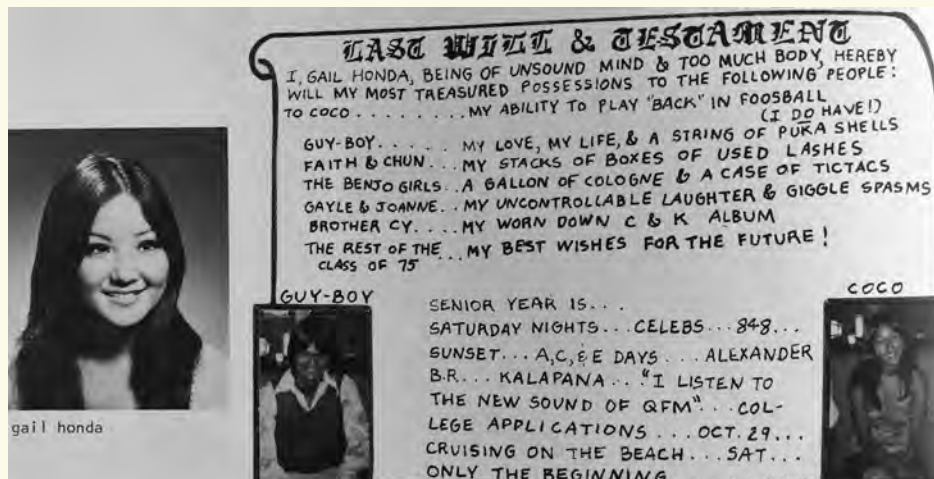 LAST WILL & TESTAMENT
I, GAIL HONDA, BEING OF UNSOUND MIND & TOO MUCH BODY, HEREBY
WILL MY MOST TREASURED POSSESSIONS TO THE FOLLOWING PEOPLE:
TO COCO ......... MY ABILITY TO PLAY "BACK" IN FOOSBALL
(I DO HAVE!)
GUY-BOY..... MY LOVE, MY LIFE, & A STRING OF PUKA SHELLS
FAITH & CHUN... MY STACKS OF BOXES OF USED LASHES
THE BENJO GIRLS.. A GALLON OF COLOGNE & A CASE OF TICTACS
GAYLE & JOANNE.. MY UNCONTROLLABLE LAUGHTER & GIGGLE SPASMS
BROTHER CY.... MY WORN DOWN C & K ALBUM
THE REST OF THE ... MY BEST WISHES FOR THE FUTURE!
CLASS OF 75
GUY-BOY
COCO
SENIOR YEAR IS...
SATURDAY NIGHTS... CELEBS... 848...
SUNSET... A,C,& E DAYS ... ALEXANDER
B.R... KALAPANA... "I LISTEN TO
THE NEW SOUND OF QFM"... COL-
LEGE APPLICATIONS ... OCT. 29...
CRUISING ON THE BEACH... SAT...
ONLY THE BEGINNING
gail honda